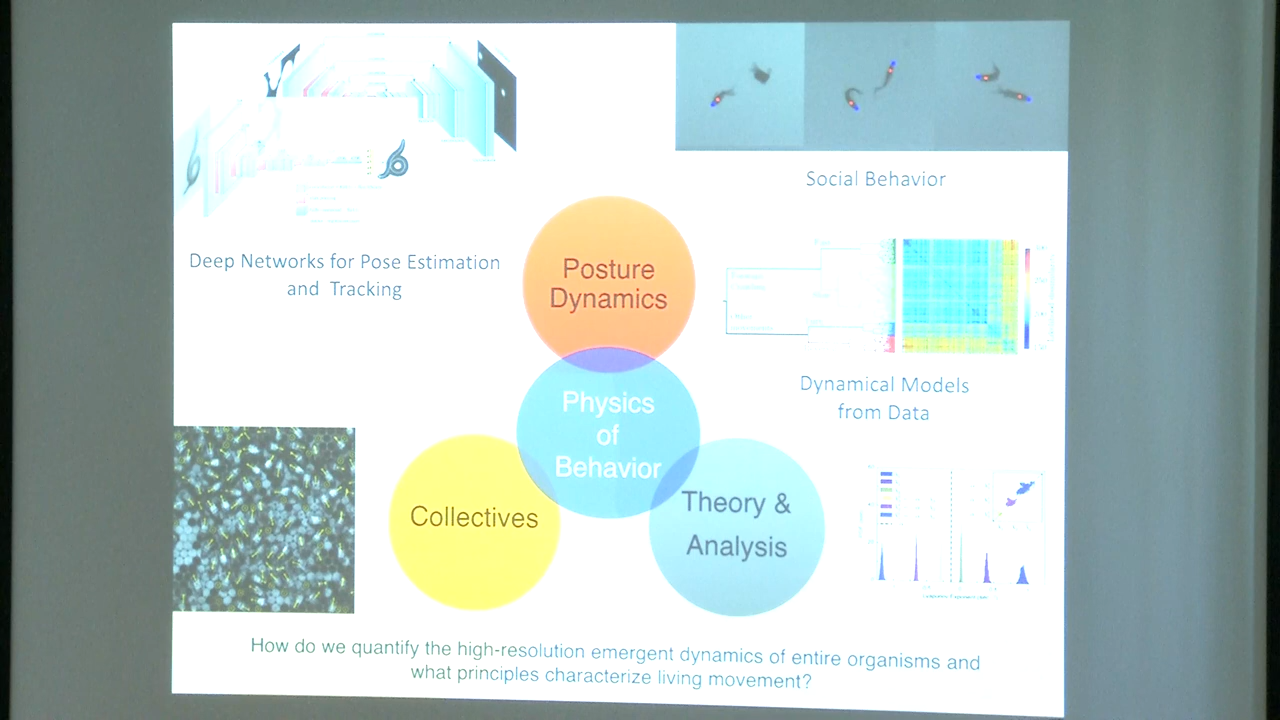 Social Behavior
Deep Networks for Pose Estimation
and Tracking
Posture
Dynamics
Dynamical Models
from Data
Physics
of
Behavior
Collectives
Theory &
Analysis
How do we quantify the high-resolution emergent dynamics of entire organisms and
what principles characterize living movement?